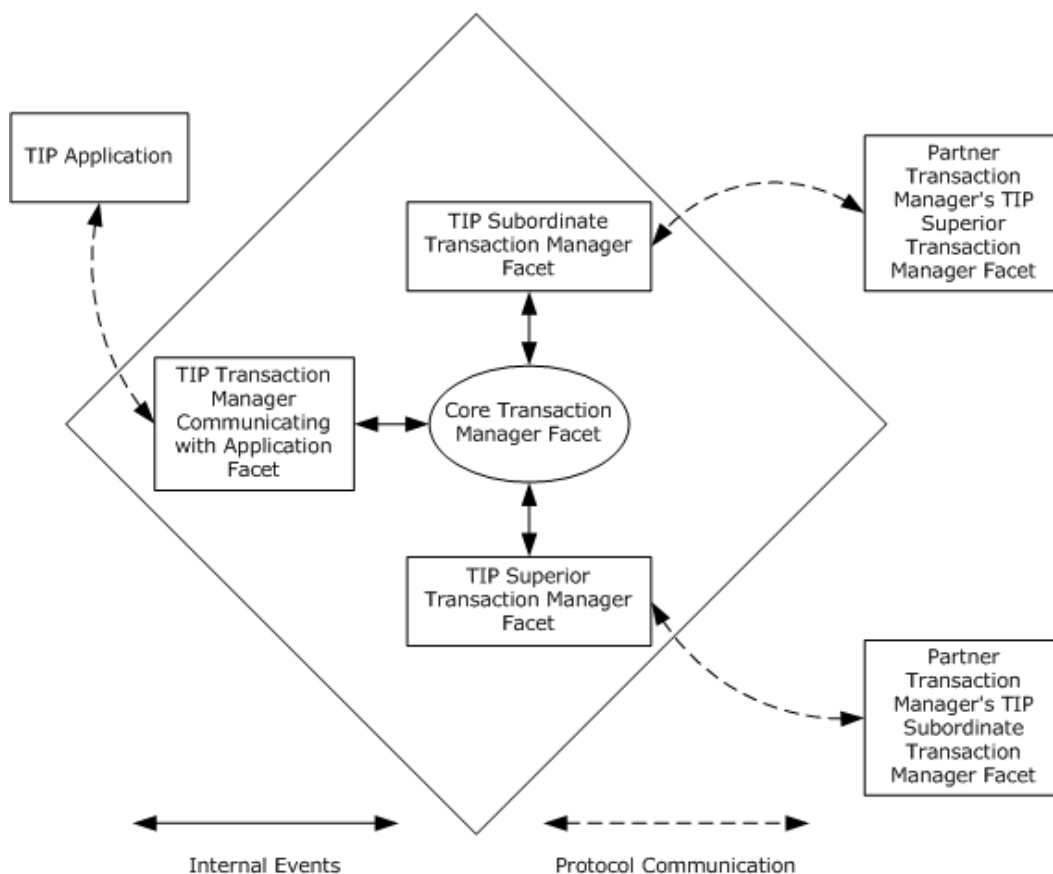 TIP Application
Partner
Transaction
Manager's TIP
Superior
Transaction
Manager Facet
TIP Subordinate
Transaction Manager
Facet
TIP Transaction
Manager
Communicating
with Application
Facet
Core Transaction
Manager Facet
TIP Superior
Transaction Manager
Facet
Partner
Transaction
Manager's TIP
Subordinate
Transaction
Manager Facet
Internal Events
Protocol Communication